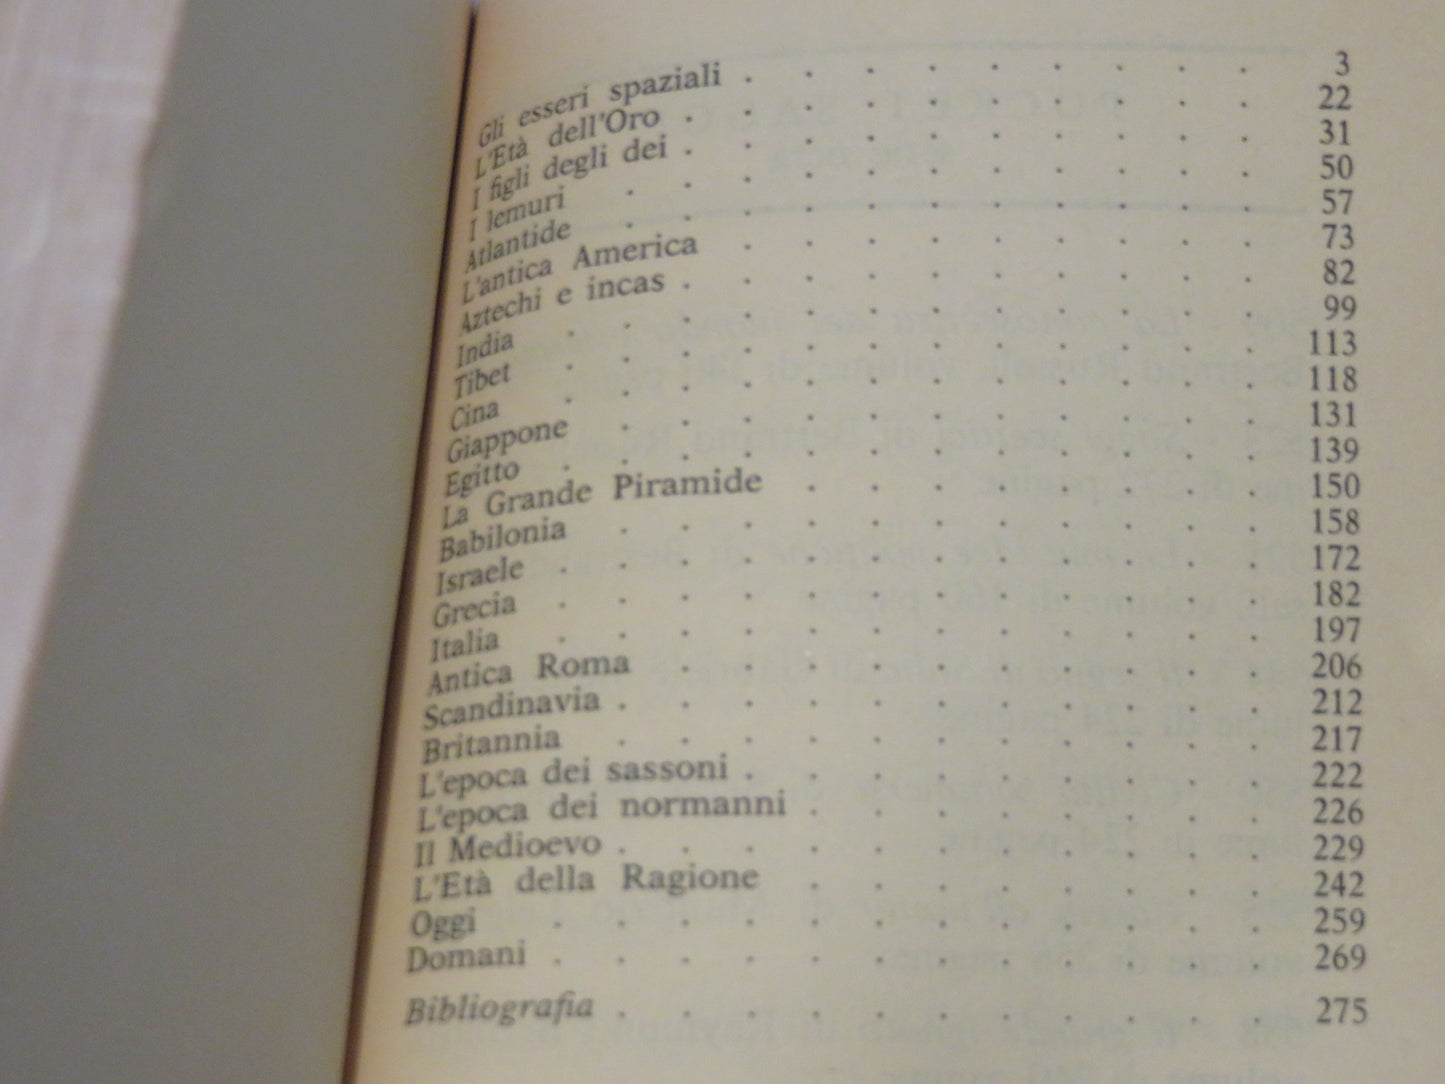 Gli esseri spaziali . . . . . . . . . 3
L'Età dell'Oro . . . . . . . . . . 22
I figli degli dei . . . . . . . . . . 31
I lemuri . . . . . . . . . . . 50
Atlantide . . . . . . . . . . . 57
L'antica America . . . . . . . . . 73
Aztechi e incas . . . . . . . . . . 82
India . . . . . . . . . . . . 99
Tibet . . . . . . . . . . . . 113
Cina . . . . . . . . . . . . 118
Giappone . . . . . . . . . . . 131
Egitto . . . . . . . . . . . . 139
La Grande Piramide . . . . . . . . 150
Babilonia . . . . . . . . . . . 158
Israele . . . . . . . . . . . . 172
Grecia . . . . . . . . . . . . 182
Italia . . . . . . . . . . . . 197
Antica Roma . . . . . . . . . . 206
Scandinavia . . . . . . . . . . . 212
Britannia . . . . . . . . . . . 217
L'epoca dei sassoni . . . . . . . . . 222
L'epoca dei normanni . . . . . . . . 226
Il Medioevo . . . . . . . . . . . 229
L'Età della Ragione . . . . . . . . 242
Oggi . . . . . . . . . . . . 259
Domani . . . . . . . . . . . . 269
Bibliografia . . . . . . . . . . . 275